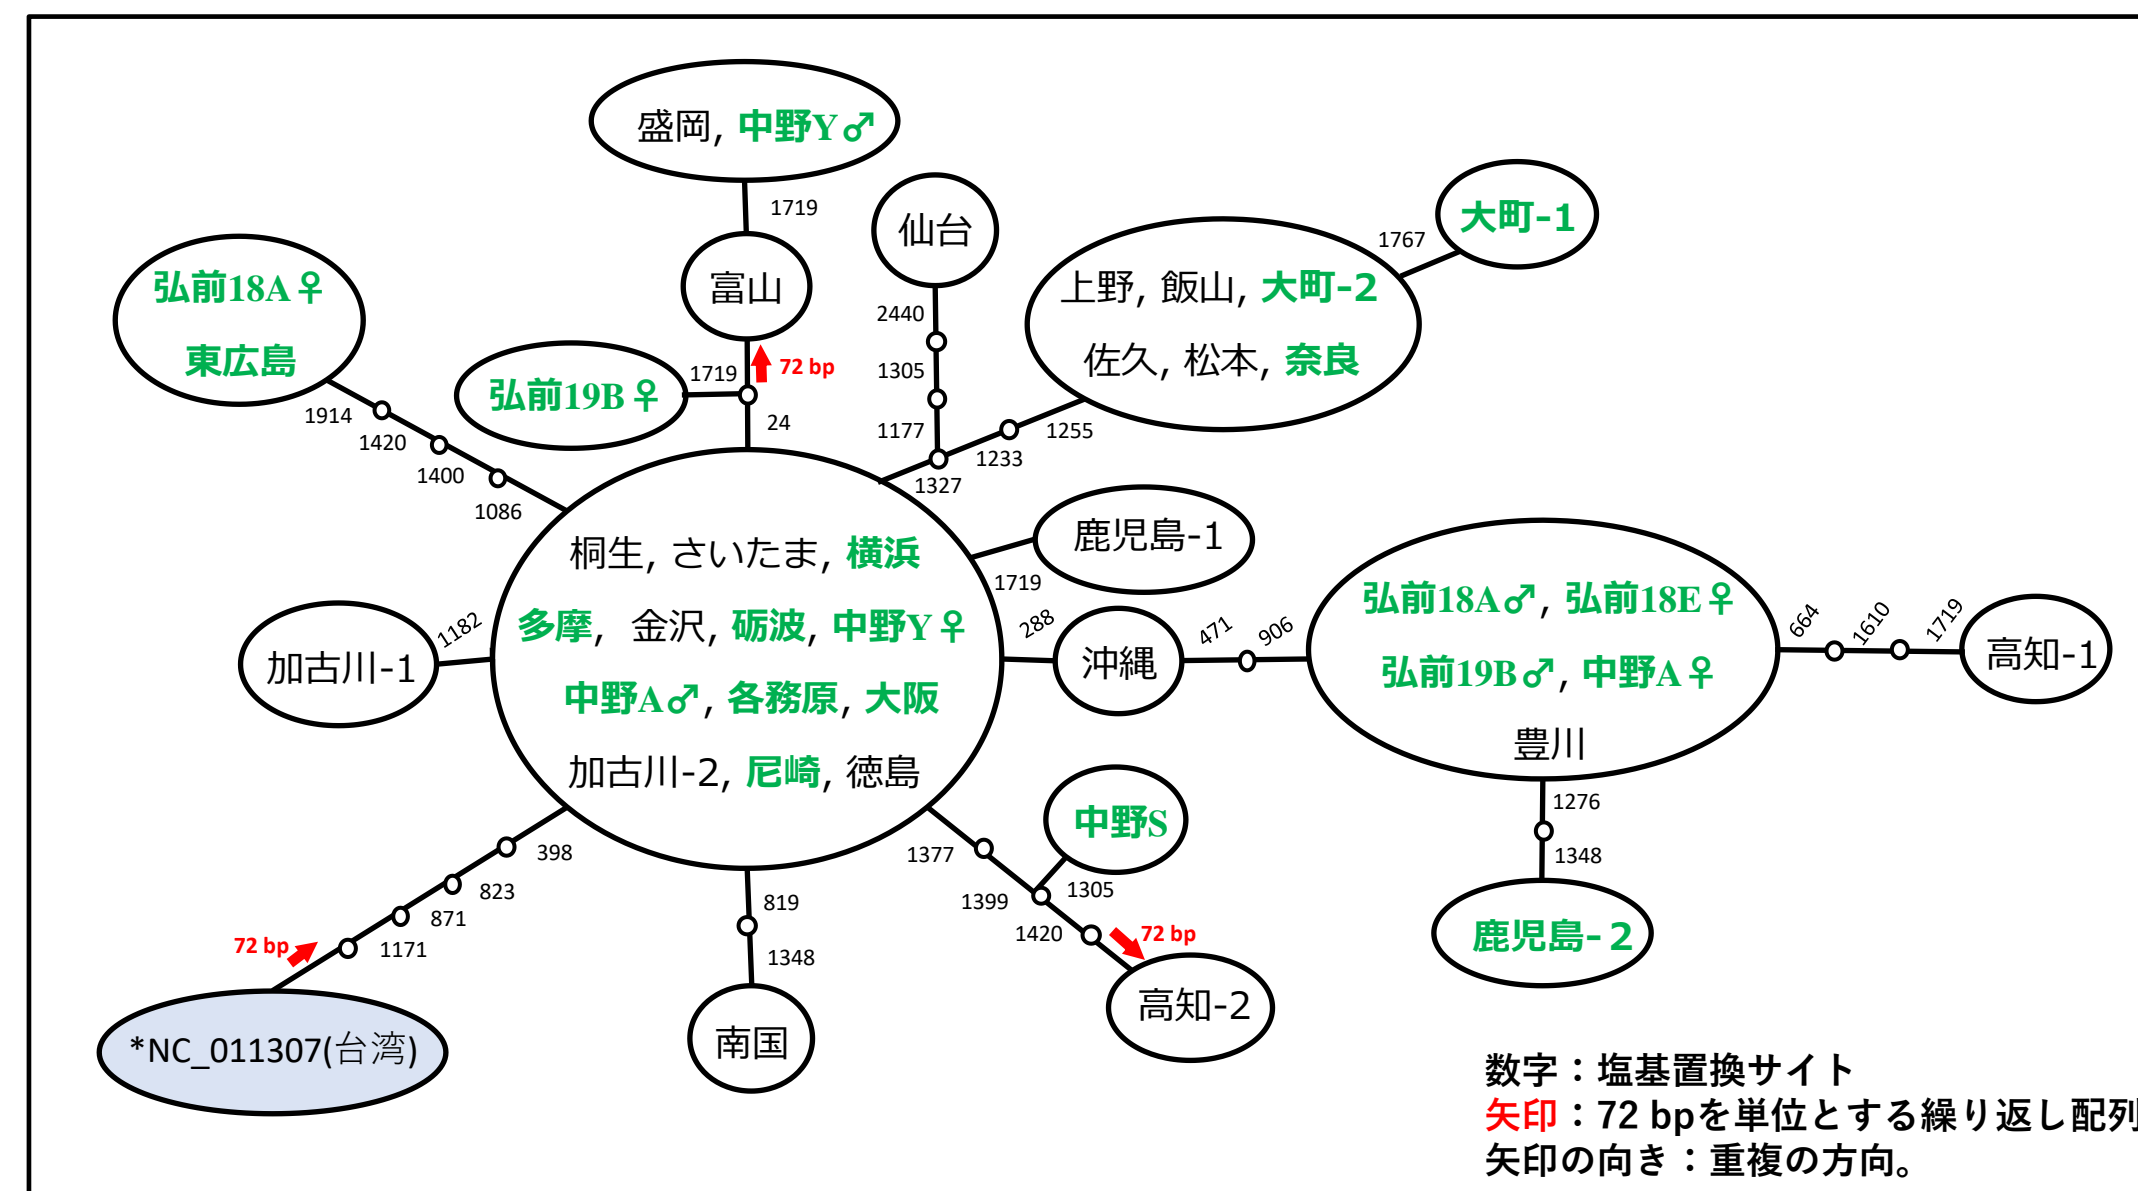 盛岡, 中野Y♂
1719
富山
72 bp
1719
24
弘前19B♀
仙台
2440
1305
1177
1327
1233
1255
上野, 飯山, 大町-2
佐久, 松本, 奈良
1767
大町-1
弘前18A♀
東広島
1914
1420
1400
1086
桐生, さいたま, 横浜
多摩, 金沢, 砺波, 中野Y♀
中野A♂, 各務原, 大阪
加古川-2, 尼崎, 徳島
鹿児島-1
1719
288
沖縄
471
906
弘前18A♂, 弘前18E♀
弘前19B♂, 中野A♀
豊川
664
1610
1719
高知-1
1276
1348
鹿児島-2
加古川-1
1182
398
823
871
1171
72 bp
*NC_011307(台湾)
819
1348
南国
1377
1399
1305
中野S
1420
72 bp
高知-2
数字：塩基置換サイト
矢印：72 bpを単位とする繰り返し配列
矢印の向き：重複の方向。